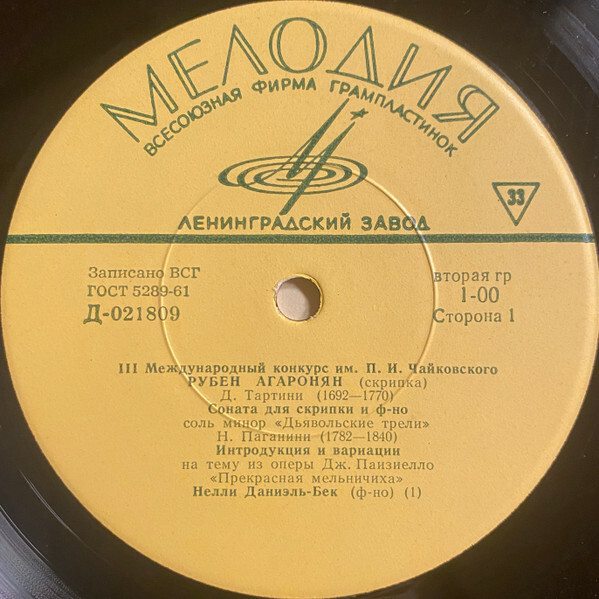 МЕЛОДИЯ
ВСЕСОЮЗНАЯ ФИРМА ГРАМПЛАСТИНОК
33
ЛЕНИНГРАДСКИЙ ЗАВОД
Записано ВСГ
ГОСТ 5289-61
Д-021809
вторая гр
1-00
Сторона 1
III Международный конкурс им. П. И. Чайковского
РУБЕН АГАРОНЯН (скрипка)
Д. Тартини (1692—1770)
Соната для скрипки и ф-но
соль минор «Дьявольские трели»
Н. Паганини (1782—1840)
Интродукция и вариации
на тему из оперы Дж. Паизиелло
«Прекрасная мельничиха»
Нелли Даниэль-Бек (ф-но) (1)